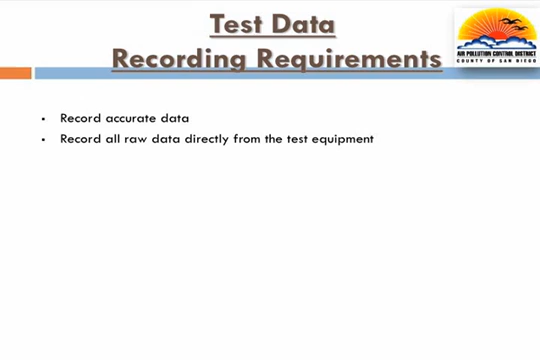 Test Data
Recording Requirements
AIR POLLUTION CONTROL DISTRICT
COUNTY OF SAN DIEGO
▪ Record accurate data
▪ Record all raw data directly from the test equipment